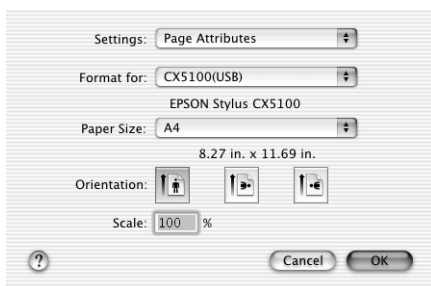 Settings: Page Attributes
Format for: CX5100(USB)
EPSON Stylus CX5100
Paper Size: A4
8.27 in. x 11.69 in.
Orientation:
Scale: 100 %
? Cancel OK